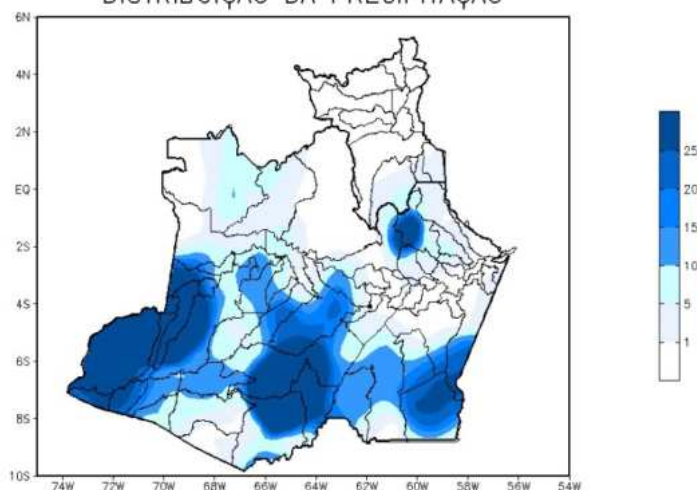 DISTRIBUIÇÃO DA PRECIPITAÇÃO
6N
4N
2N
EQ
2S
4S
6S
8S
10S
74W 72W 70W 68W 66W 64W 62W 60W 58W 56W 54W
25
20
15
10
5
1